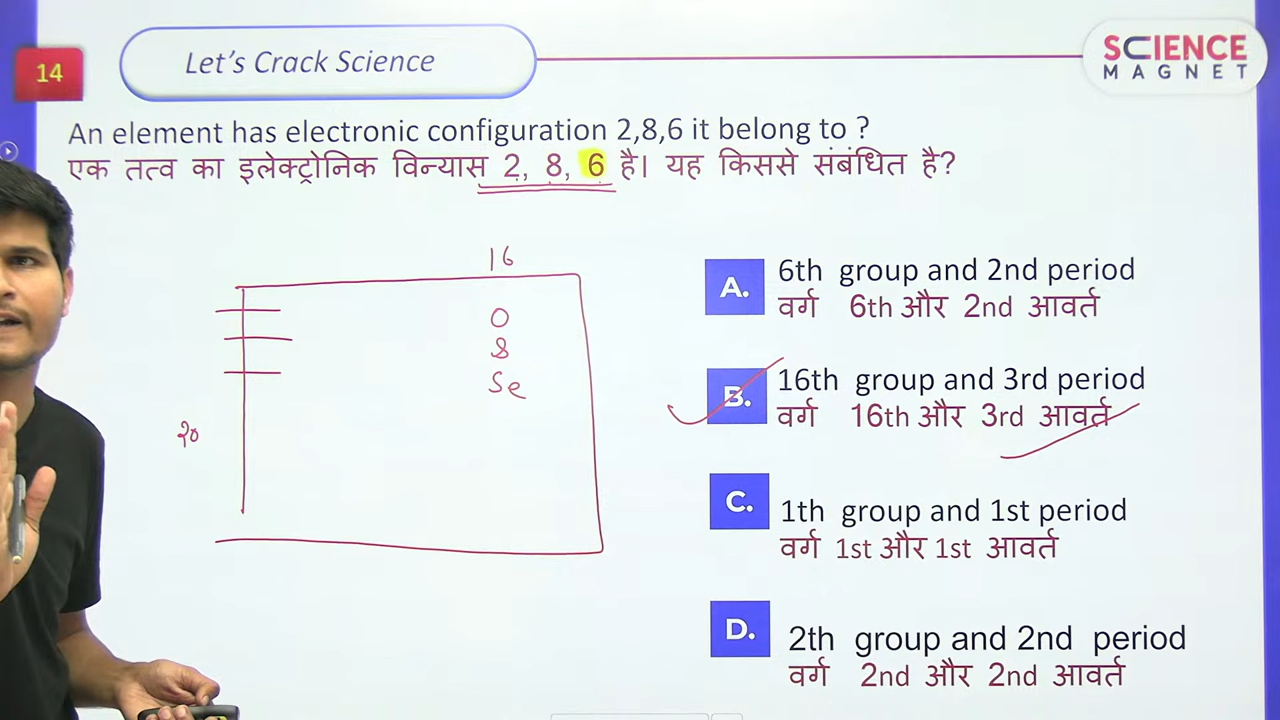 14
Let's Crack Science
SCIENCE
MAGNET
An element has electronic configuration 2,8,6 it belong to ?
एक तत्व का इलेक्ट्रोनिक विन्यास 2, 8, 6 है। यह किससे संबंधित है?
16
O
S
Se
A. 6th group and 2nd period
वर्ग 6th और 2nd आवर्त
B. 16th group and 3rd period
वर्ग 16th और 3rd आवर्त
C. 1th group and 1st period
वर्ग 1st और 1st आवर्त
D. 2th group and 2nd period
वर्ग 2nd और 2nd आवर्त